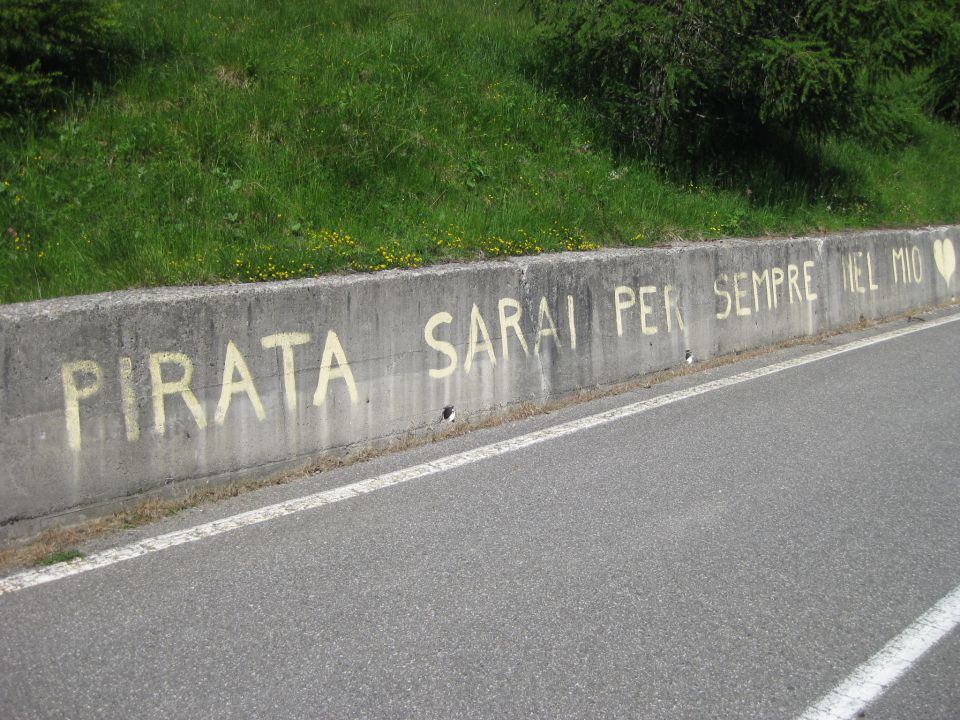 PIRATA SARAI PER SEMPRE NEL MIO